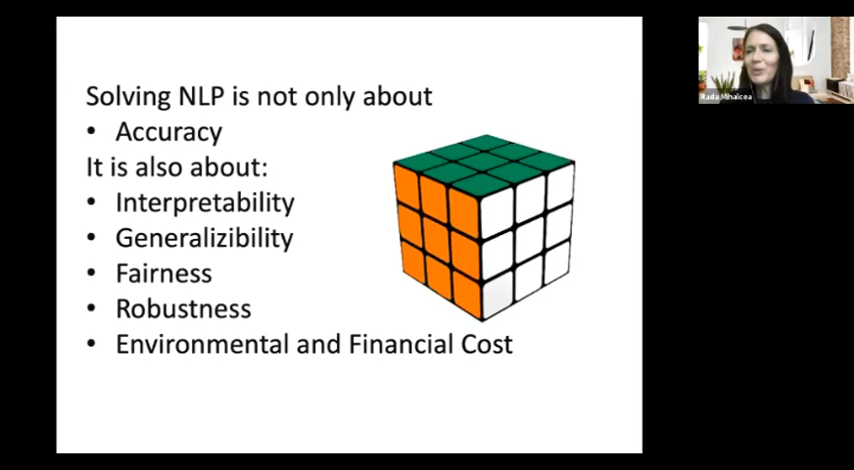 Solving NLP is not only about
• Accuracy
It is also about:
• Interpretability
• Generalizibility
• Fairness
• Robustness
• Environmental and Financial Cost
Rada Mihalcea